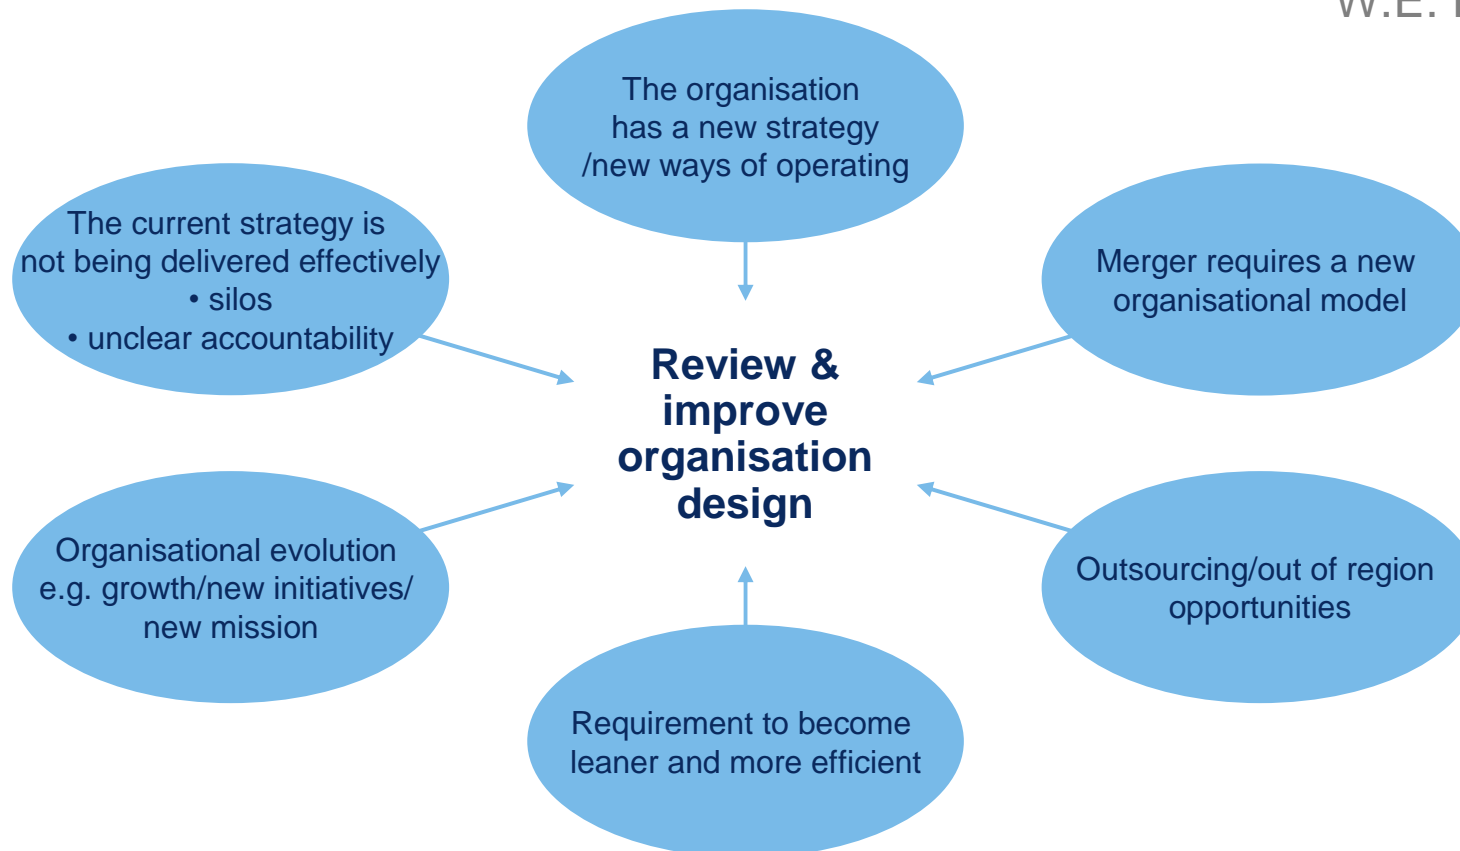 W.E.
The organisation
has a new strategy
/new ways of operating
The current strategy is
not being delivered effectively
• silos
• unclear accountability
Merger requires a new
organisational model
Review &
improve
organisation
design
Organisational evolution
e.g. growth/new initiatives/
new mission
Outsourcing/out of region
opportunities
Requirement to become
leaner and more efficient